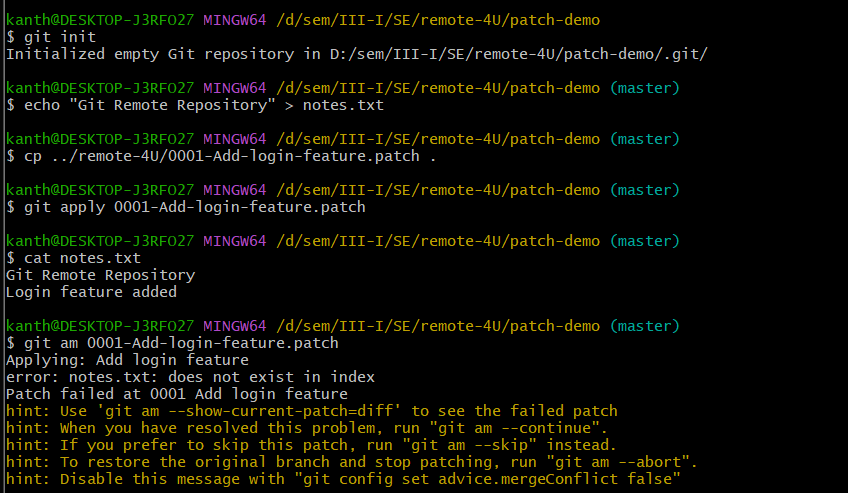 kanth@DESKTOP-J3RFO27 MINGW64 /d/sem/III-I/SE/remote-4U/patch-demo
$ git init
Initialized empty Git repository in D:/sem/III-I/SE/remote-4U/patch-demo/.git/
kanth@DESKTOP-J3RFO27 MINGW64 /d/sem/III-I/SE/remote-4U/patch-demo (master)
$ echo "Git Remote Repository" > notes.txt
kanth@DESKTOP-J3RFO27 MINGW64 /d/sem/III-I/SE/remote-4U/patch-demo (master)
$ cp ../remote-4U/0001-Add-login-feature.patch .
kanth@DESKTOP-J3RFO27 MINGW64 /d/sem/III-I/SE/remote-4U/patch-demo (master)
$ git apply 0001-Add-login-feature.patch
kanth@DESKTOP-J3RFO27 MINGW64 /d/sem/III-I/SE/remote-4U/patch-demo (master)
$ cat notes.txt
Git Remote Repository
Login feature added
kanth@DESKTOP-J3RFO27 MINGW64 /d/sem/III-I/SE/remote-4U/patch-demo (master)
$ git am 0001-Add-login-feature.patch
Applying: Add login feature
error: notes.txt: does not exist in index
Patch failed at 0001 Add login feature
hint: Use 'git am --show-current-patch=diff' to see the failed patch
hint: When you have resolved this problem, run "git am --continue".
hint: If you prefer to skip this patch, run "git am --skip" instead.
hint: To restore the original branch and stop patching, run "git am --abort".
hint: Disable this message with "git config set advice.mergeConflict false"